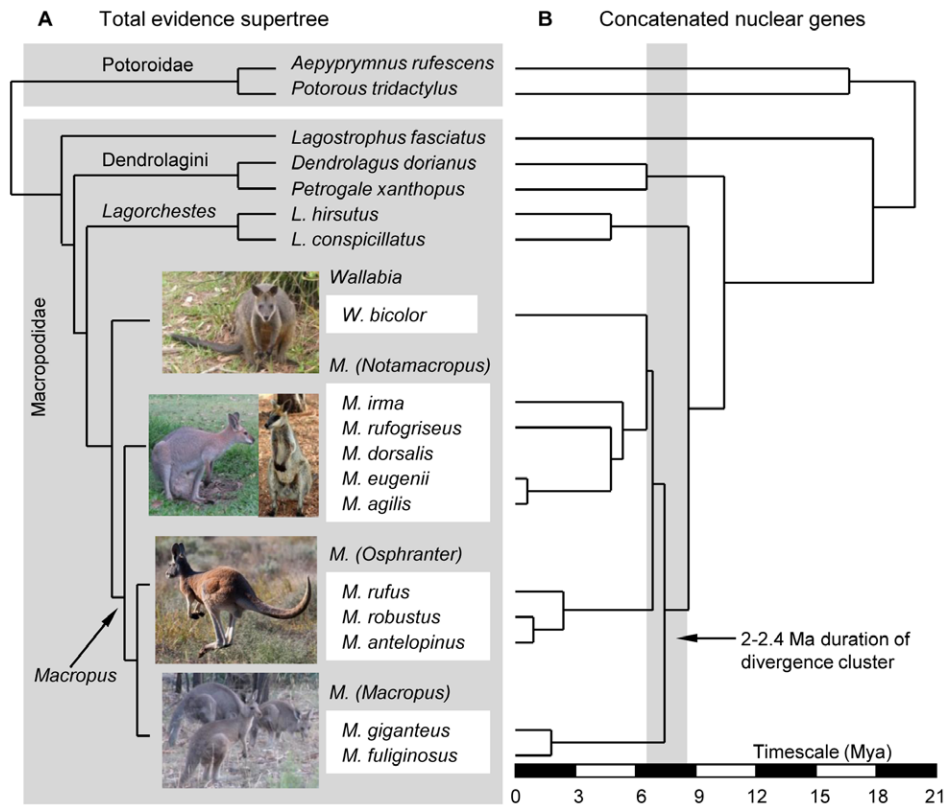 A Total evidence supertree
B Concatenated nuclear genes
Potoroidae
Aepyprymnus rufescens
Potorous tridactylus
Lagostrophus fasciatus
Dendrolagini
Dendrolagus dorianus
Petrogale xanthopus
Lagorchestes
L. hirsutus
L. conspicillatus
Macropodidae
Wallabia
W. bicolor
M. (Notamacropus)
M. irma
M. rufogriseus
M. dorsalis
M. eugenii
M. agilis
M. (Osphranter)
M. rufus
M. robustus
M. antelopinus
Macropus
M. (Macropus)
M. giganteus
M. fuliginosus
2-2.4 Ma duration of
divergence cluster
Timescale (Mya)
0 3 6 9 12 15 18 21